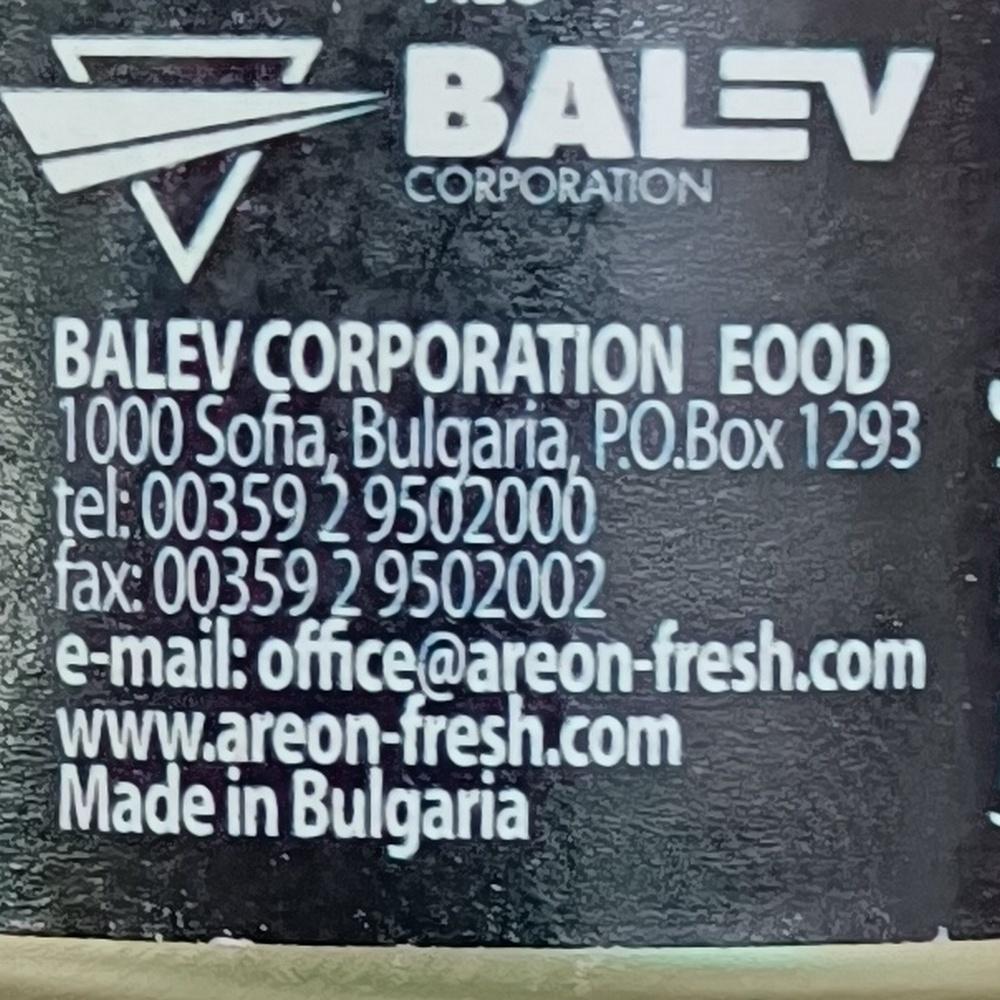 BALEV
CORPORATION
BALEV CORPORATION EOOD
1000 Sofia, Bulgaria, P.O.Box 1293
tel: 00359 2 9502000
fax: 00359 2 9502002
e-mail: office@areon-fresh.com
www.areon-fresh.com
Made in Bulgaria